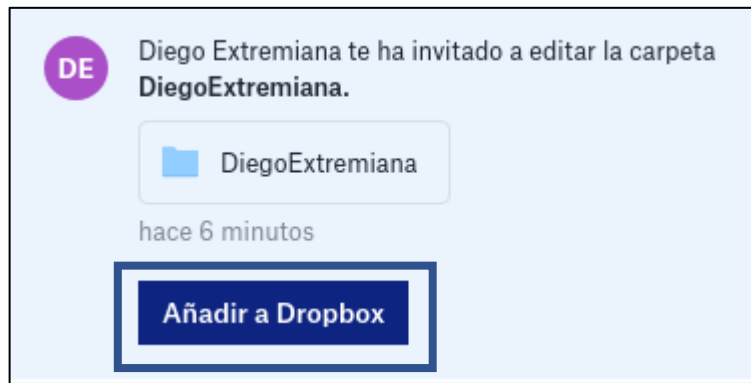 DE
Diego Extremiana te ha invitado a editar la carpeta
DiegoExtremiana.
DiegoExtremiana
hace 6 minutos
Añadir a Dropbox